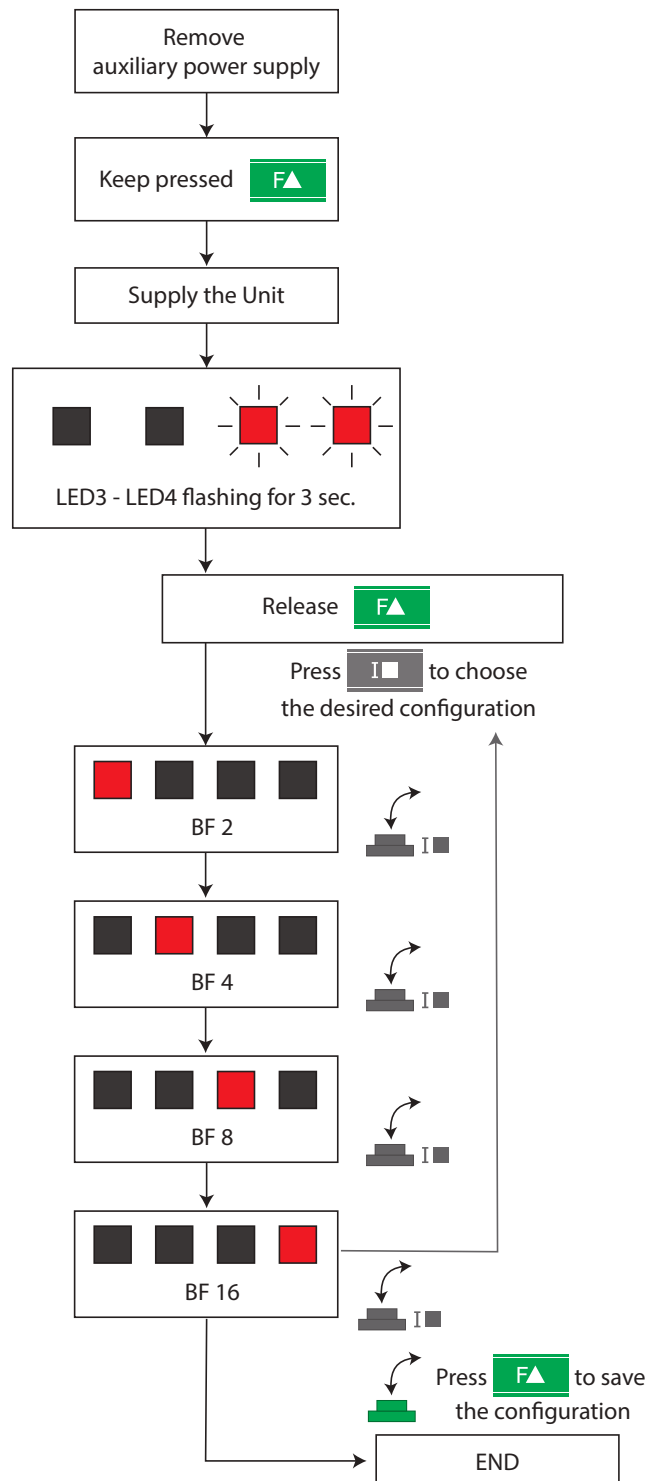 Remove
auxiliary power supply
Keep pressed F▲
Supply the Unit
LED3 - LED4 flashing for 3 sec.
Release F▲
Press I■ to choose
the desired configuration
BF 2
I■
BF 4
I■
BF 8
I■
BF 16
I■
Press F▲ to save
the configuration
END